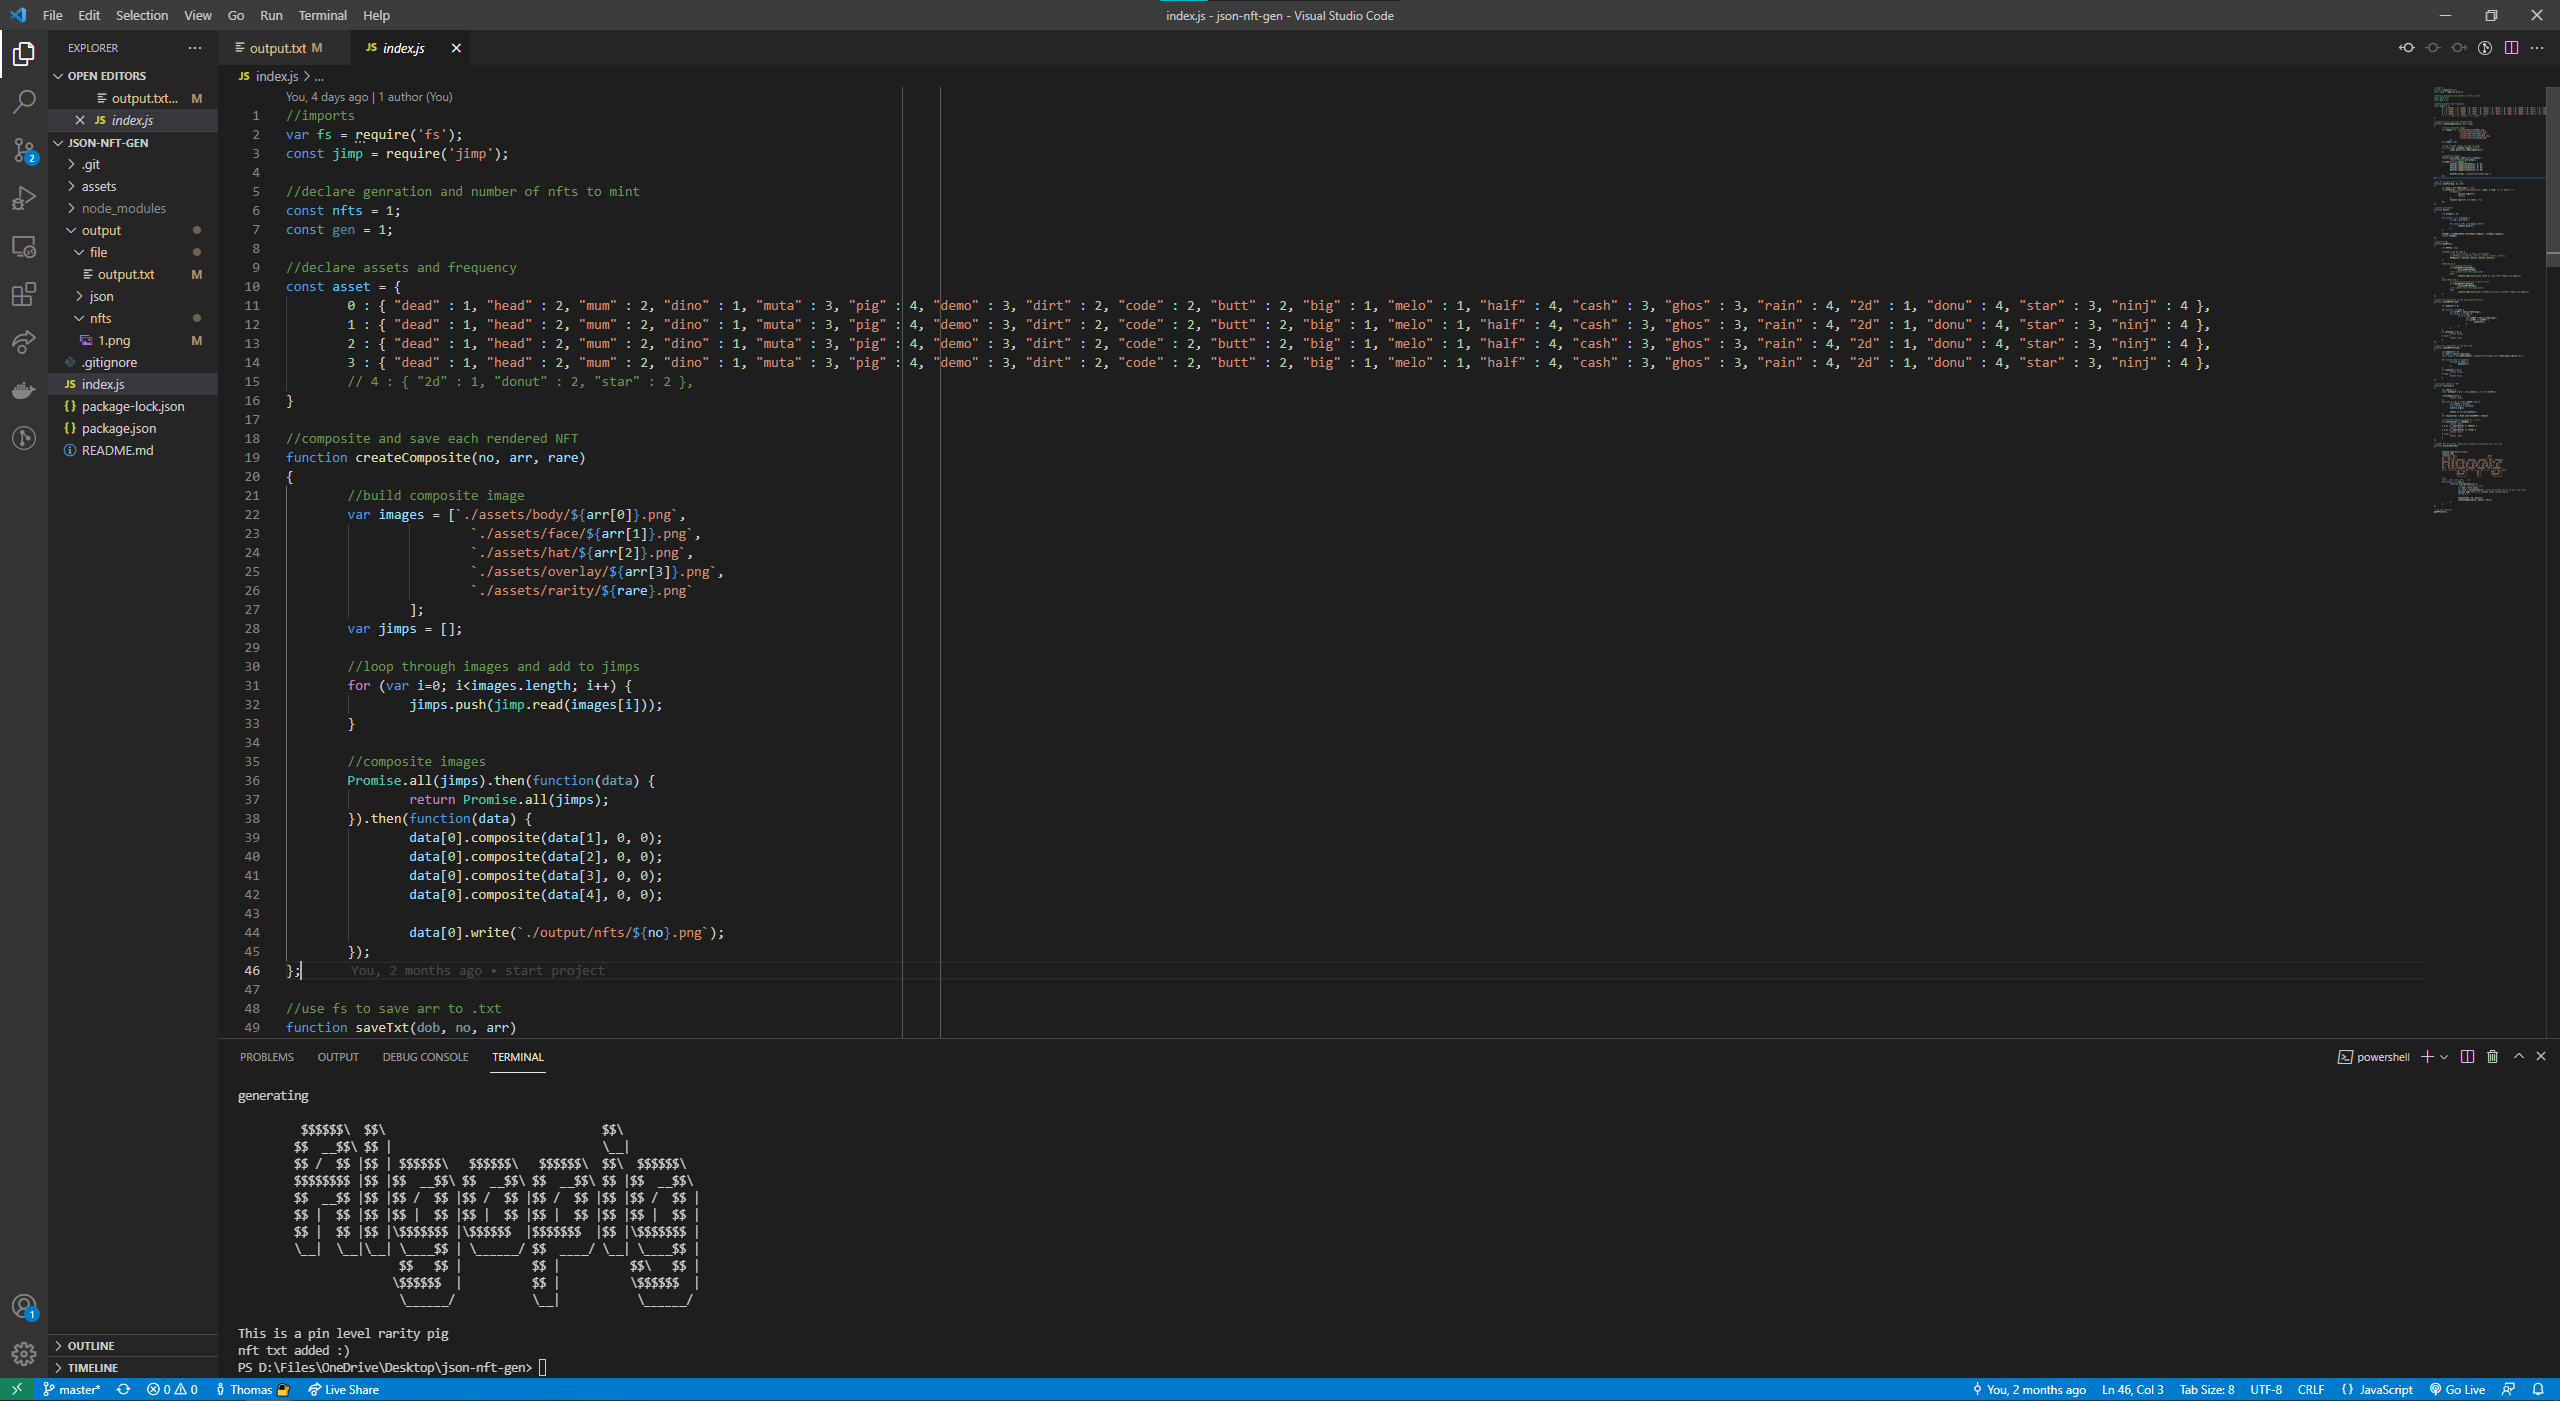 File Edit Selection View Go Run Terminal Help
index.js - json-nft-gen - Visual Studio Code
EXPLORER
OPEN EDITORS
output.txt... M
JS index.js
JSON-NFT-GEN
.git
assets
node_modules
output
file
output.txt M
json
nfts
1.png M
.gitignore
JS index.js
{} package-lock.json
{} package.json
README.md
OUTLINE
TIMELINE
output.txt M
JS index.js
JS index.js > ...
You, 4 days ago | 1 author (You)
1 //imports
2 var fs = require('fs');
3 const jimp = require('jimp');
4
5 //declare genration and number of nfts to mint
6 const nfts = 1;
7 const gen = 1;
8
9 //declare assets and frequency
10 const asset = {
11 0 : { "dead" : 1, "head" : 2, "mum" : 2, "dino" : 1, "muta" : 3, "pig" : 4, "demo" : 3, "dirt" : 2, "code" : 2, "butt" : 2, "big" : 1, "melo" : 1, "half" : 4, "cash" : 3, "ghos" : 3, "rain" : 4, "2d" : 1, "donu" : 4, "star" : 3, "ninj" : 4 },
12 1 : { "dead" : 1, "head" : 2, "mum" : 2, "dino" : 1, "muta" : 3, "pig" : 4, "demo" : 3, "dirt" : 2, "code" : 2, "butt" : 2, "big" : 1, "melo" : 1, "half" : 4, "cash" : 3, "ghos" : 3, "rain" : 4, "2d" : 1, "donu" : 4, "star" : 3, "ninj" : 4 },
13 2 : { "dead" : 1, "head" : 2, "mum" : 2, "dino" : 1, "muta" : 3, "pig" : 4, "demo" : 3, "dirt" : 2, "code" : 2, "butt" : 2, "big" : 1, "melo" : 1, "half" : 4, "cash" : 3, "ghos" : 3, "rain" : 4, "2d" : 1, "donu" : 4, "star" : 3, "ninj" : 4 },
14 3 : { "dead" : 1, "head" : 2, "mum" : 2, "dino" : 1, "muta" : 3, "pig" : 4, "demo" : 3, "dirt" : 2, "code" : 2, "butt" : 2, "big" : 1, "melo" : 1, "half" : 4, "cash" : 3, "ghos" : 3, "rain" : 4, "2d" : 1, "donu" : 4, "star" : 3, "ninj" : 4 },
15 // 4 : { "2d" : 1, "donut" : 2, "star" : 2 },
16 }
17
18 //composite and save each rendered NFT
19 function createComposite(no, arr, rare)
20 {
21 //build composite image
22 var images = [`./assets/body/${arr[0]}.png`,
23 `./assets/face/${arr[1]}.png`,
24 `./assets/hat/${arr[2]}.png`,
25 `./assets/overlay/${arr[3]}.png`,
26 `./assets/rarity/${rare}.png`
27 ];
28 var jimps = [];
29
30 //loop through images and add to jimps
31 for (var i=0; i<images.length; i++) {
32 jimps.push(jimp.read(images[i]));
33 }
34
35 //composite images
36 Promise.all(jimps).then(function(data) {
37 return Promise.all(jimps);
38 }).then(function(data) {
39 data[0].composite(data[1], 0, 0);
40 data[0].composite(data[2], 0, 0);
41 data[0].composite(data[3], 0, 0);
42 data[0].composite(data[4], 0, 0);
43
44 data[0].write(`./output/nfts/${no}.png`);
45 });
46 }; You, 2 months ago • start project
47
48 //use fs to save arr to .txt
49 function saveTxt(dob, no, arr)
PROBLEMS OUTPUT DEBUG CONSOLE TERMINAL
powershell
generating
Algopig
This is a pin level rarity pig
nft txt added :)
PS D:\Files\OneDrive\Desktop\json-nft-gen>
master* 0 0 Thomas Live Share
You, 2 months ago Ln 46, Col 3 Tab Size: 8 UTF-8 CRLF {} JavaScript Go Live